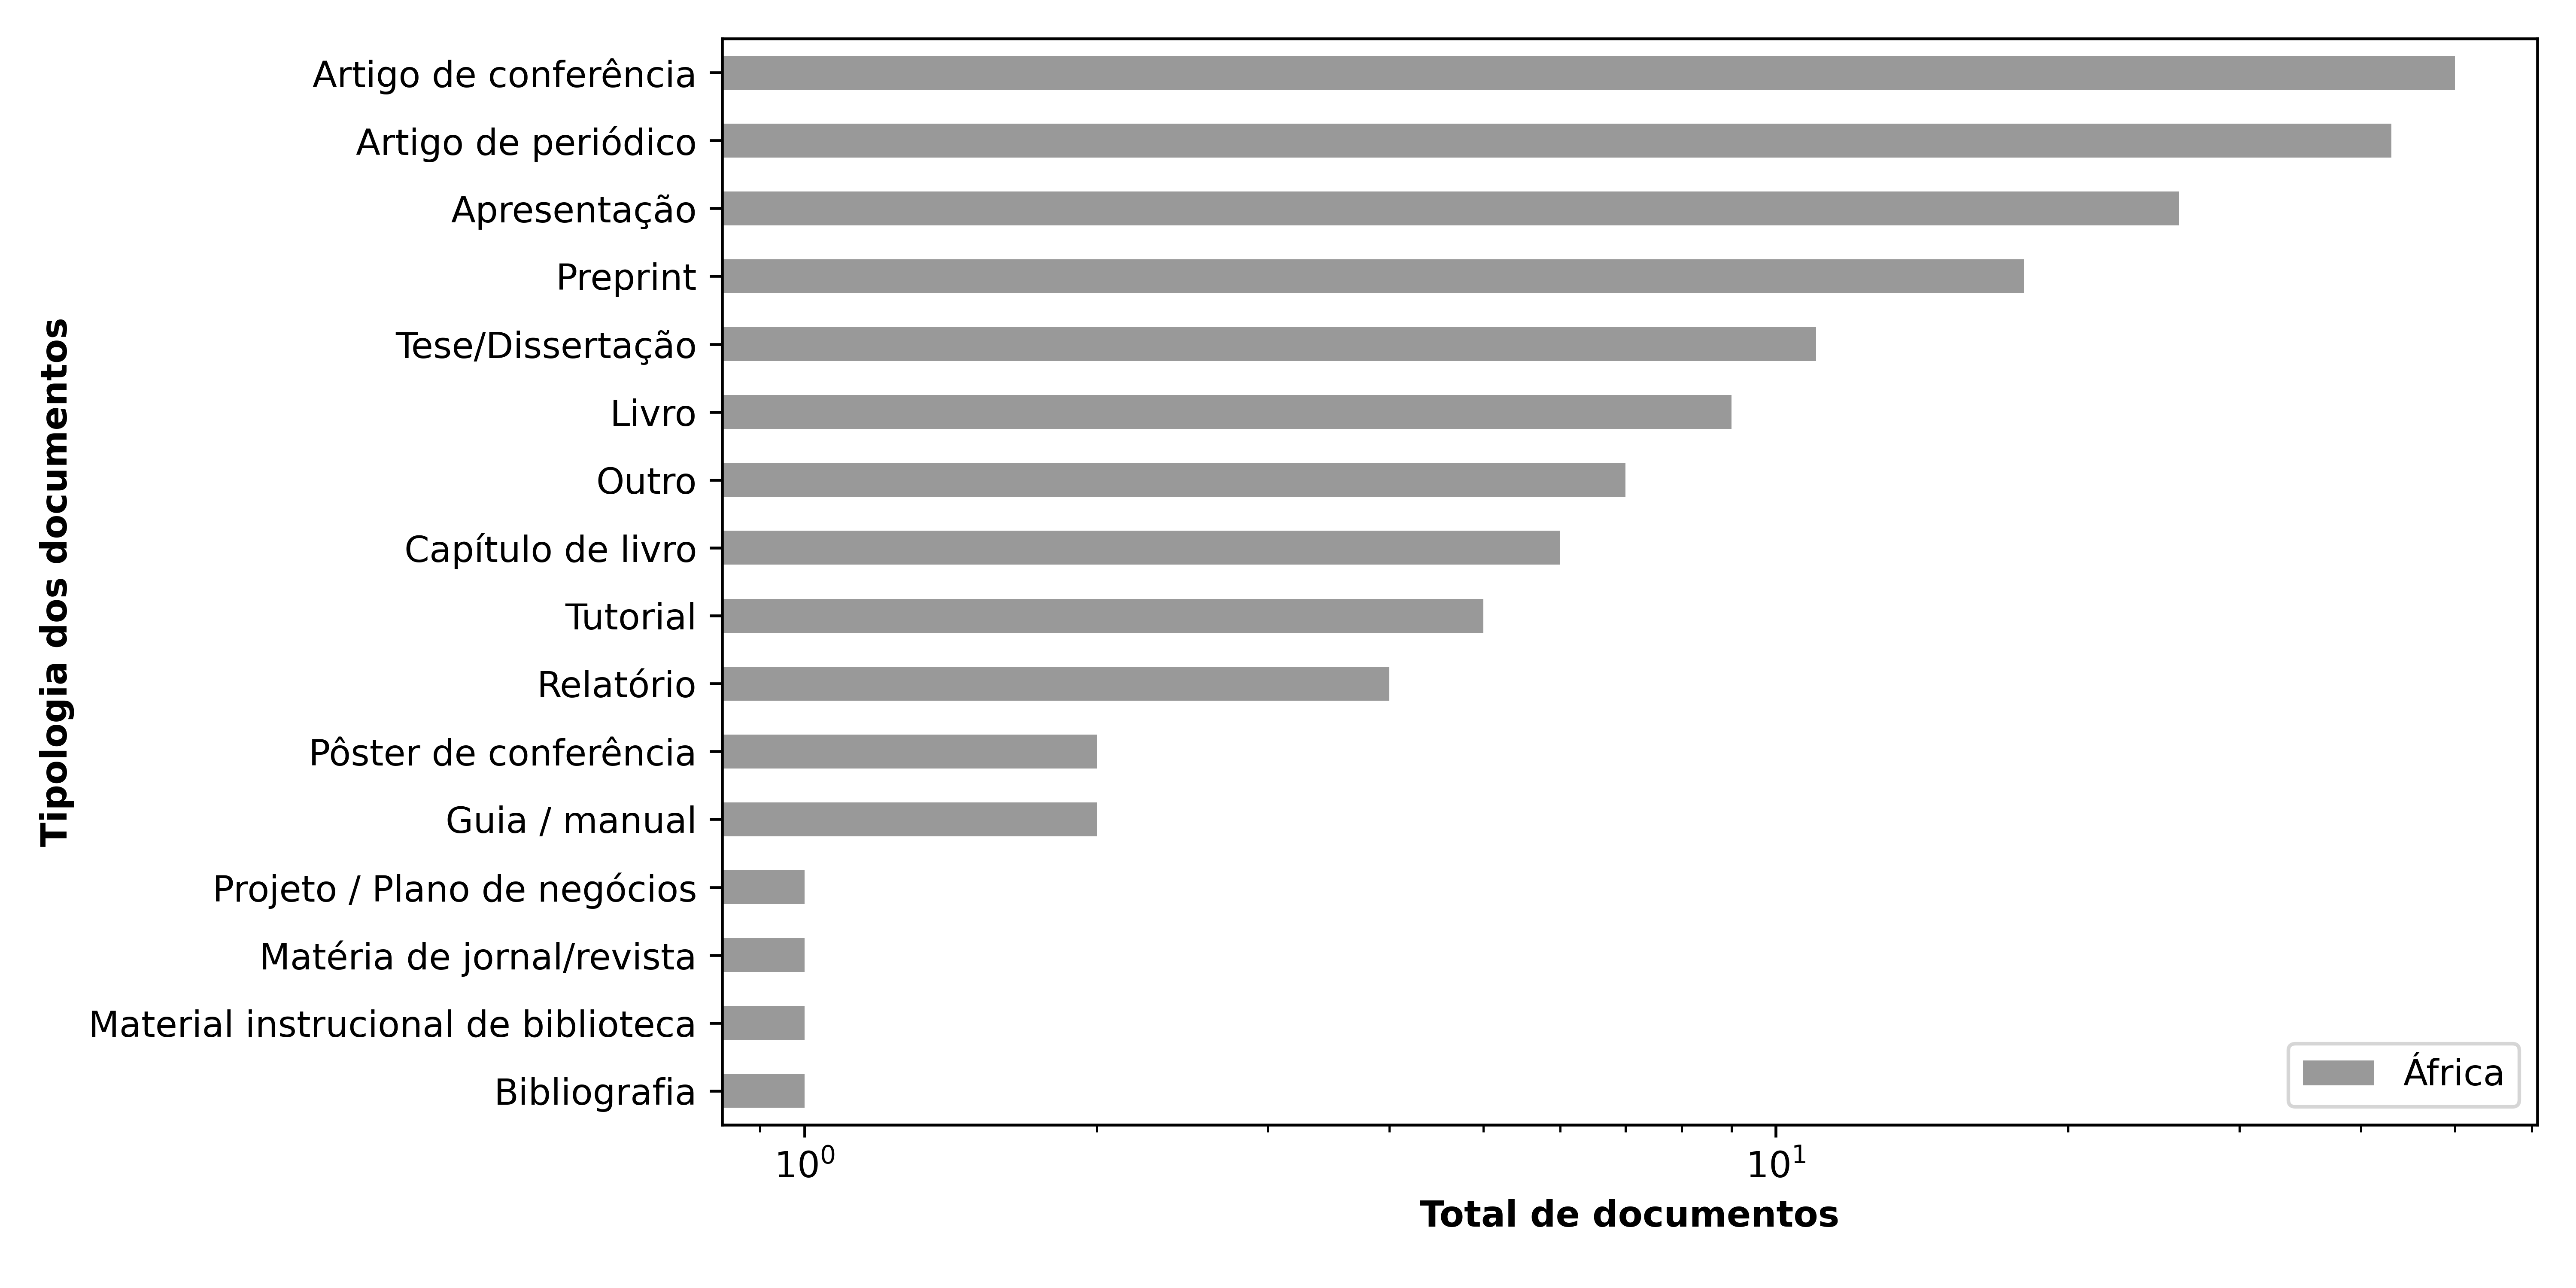 Artigo de conferência
Artigo de periódico
Apresentação
Preprint
Tese/Dissertação
Livro
Outro
Capítulo de livro
Tutorial
Relatório
Pôster de conferência
Guia / manual
Projeto / Plano de negócios
Matéria de jornal/revista
Material instrucional de biblioteca
Bibliografia
Tipologia dos documentos
África
10⁰ 10¹
Total de documentos